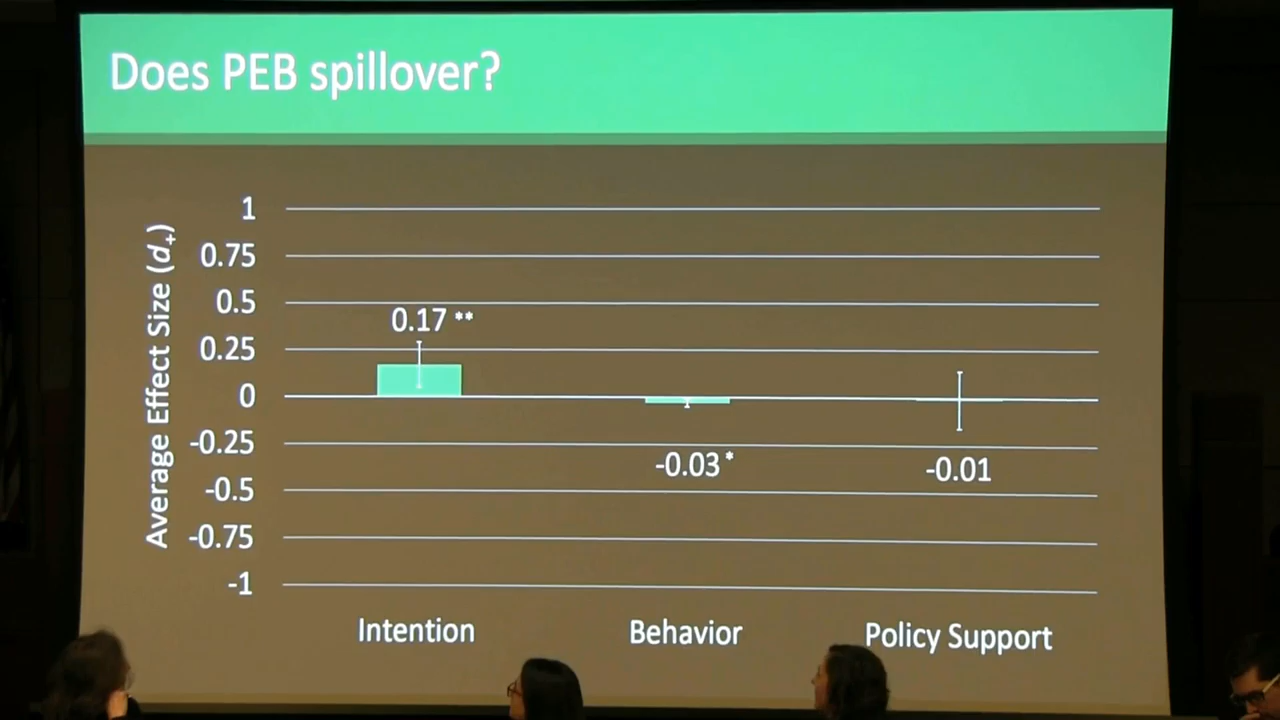 Does PEB spillover?
Average Effect Size (d₊)
1
0.75
0.5
0.25
0
-0.25
-0.5
-0.75
-1
0.17 **
-0.03 *
-0.01
Intention
Behavior
Policy Support